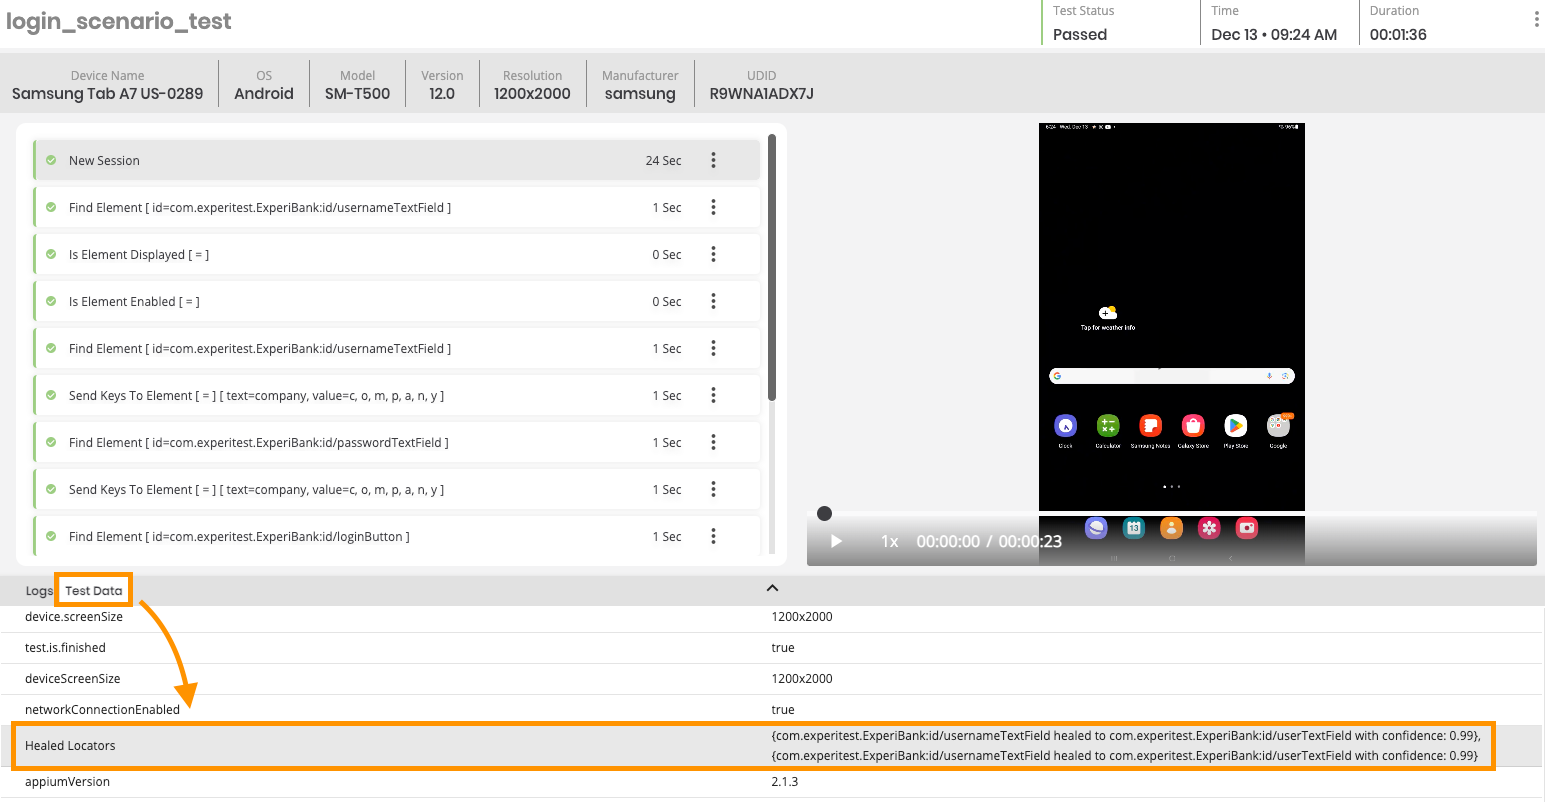 login_scenario_test
Test Status
Passed
Time
Dec 13 • 09:24 AM
Duration
00:01:36
Device Name
Samsung Tab A7 US-0289
OS
Android
Model
SM-T500
Version
12.0
Resolution
1200x2000
Manufacturer
samsung
UDID
R9WNA1ADX7J
New Session 24 Sec
Find Element [ id=com.experitest.ExperiBank:id/usernameTextField ] 1 Sec
Is Element Displayed [ = ] 0 Sec
Is Element Enabled [ = ] 0 Sec
Find Element [ id=com.experitest.ExperiBank:id/usernameTextField ] 1 Sec
Send Keys To Element [ = ] [ text=company, value=c, o, m, p, a, n, y ] 1 Sec
Find Element [ id=com.experitest.ExperiBank:id/passwordTextField ] 1 Sec
Send Keys To Element [ = ] [ text=company, value=c, o, m, p, a, n, y ] 1 Sec
Find Element [ id=com.experitest.ExperiBank:id/loginButton ] 1 Sec
6:24 Wed, Dec 13
96%
Tap for weather info
Clock Calculator Samsung Notes Galaxy Store Play Store Google
13
1x 00:00:00 / 00:00:23
Logs Test Data
device.screenSize 1200x2000
test.is.finished true
deviceScreenSize 1200x2000
networkConnectionEnabled true
Healed Locators {com.experitest.ExperiBank:id/usernameTextField healed to com.experitest.ExperiBank:id/userTextField with confidence: 0.99},
{com.experitest.ExperiBank:id/usernameTextField healed to com.experitest.ExperiBank:id/userTextField with confidence: 0.99}
appiumVersion 2.1.3